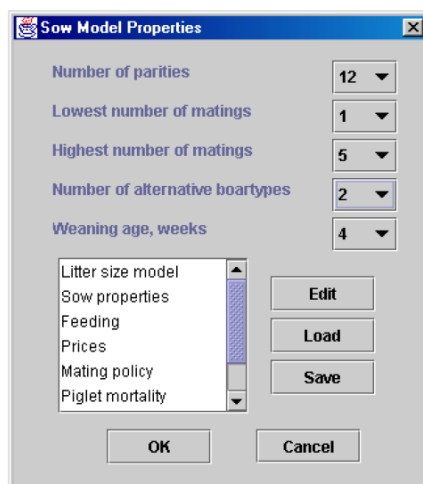 Sow Model Properties
Number of parities 12
Lowest number of matings 1
Highest number of matings 5
Number of alternative boartypes 2
Weaning age, weeks 4
Litter size model
Sow properties
Feeding
Prices
Mating policy
Piglet mortality
Edit
Load
Save
OK Cancel